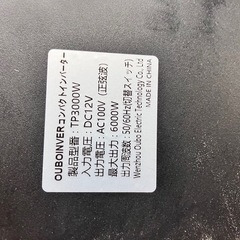 OUBOINVERコンパクトインバーター
製品型番：TP3000W
入力電圧：DC12V
出力電圧：AC100V（正弦波）
最大出力：6000W
出力周波数：50/60Hz(切替スイッチ)
Wenzhou Oubo Electric Technology Co., Ltd
MADE IN CHINA